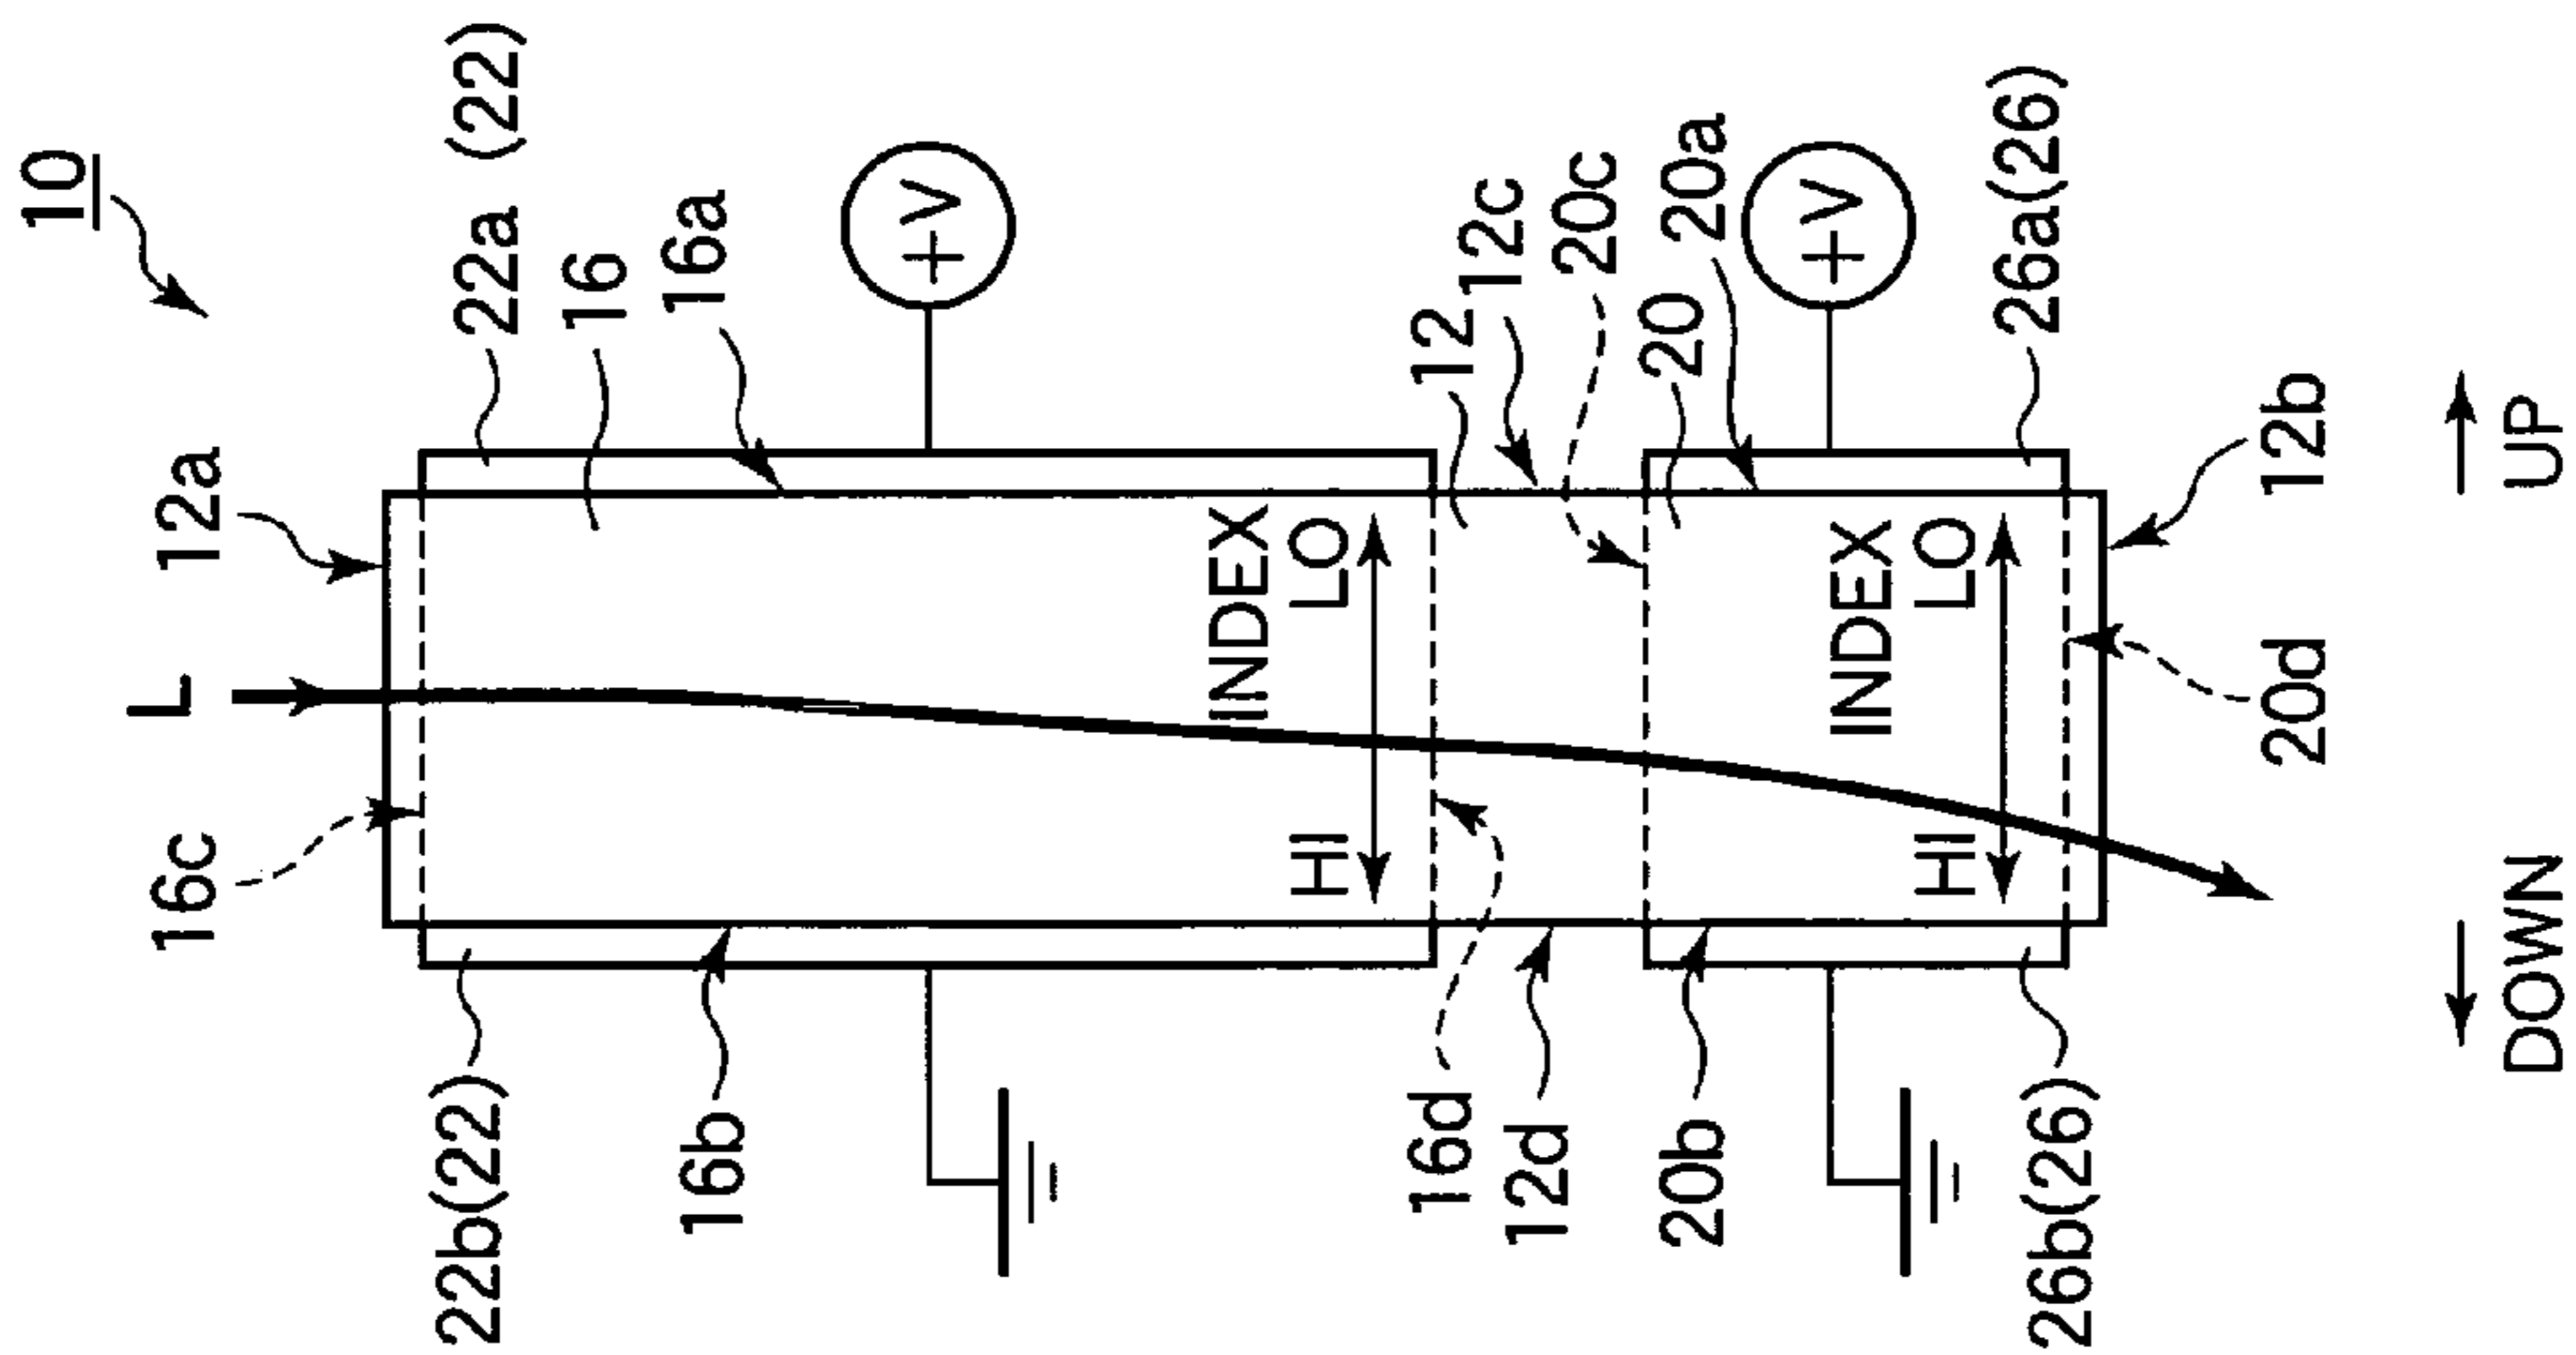 10
22a (22)
16
16a
12a
L
16c
22b(22)
16b
+V
INDEX
LO
HI
12
12c
20c
20
20a
16d
12d
20b
+V
INDEX
LO
HI
26a(26)
12b
20d
26b(26)
UP
DOWN